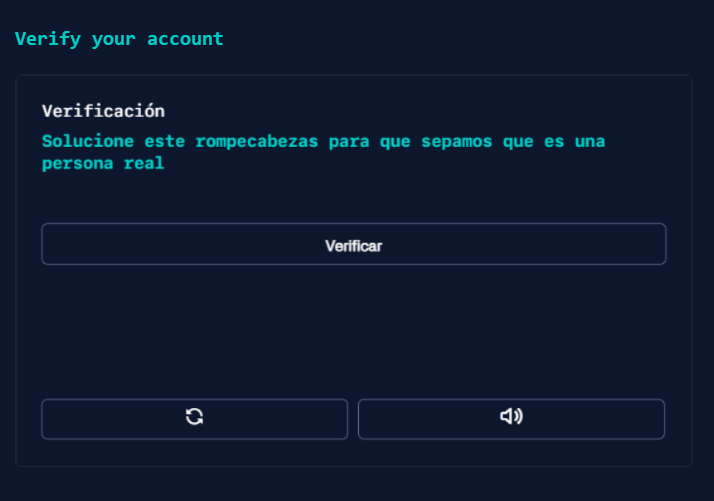 Verify your account
Verificación
Solucione este rompecabezas para que sepamos que es una
persona real
Verificar